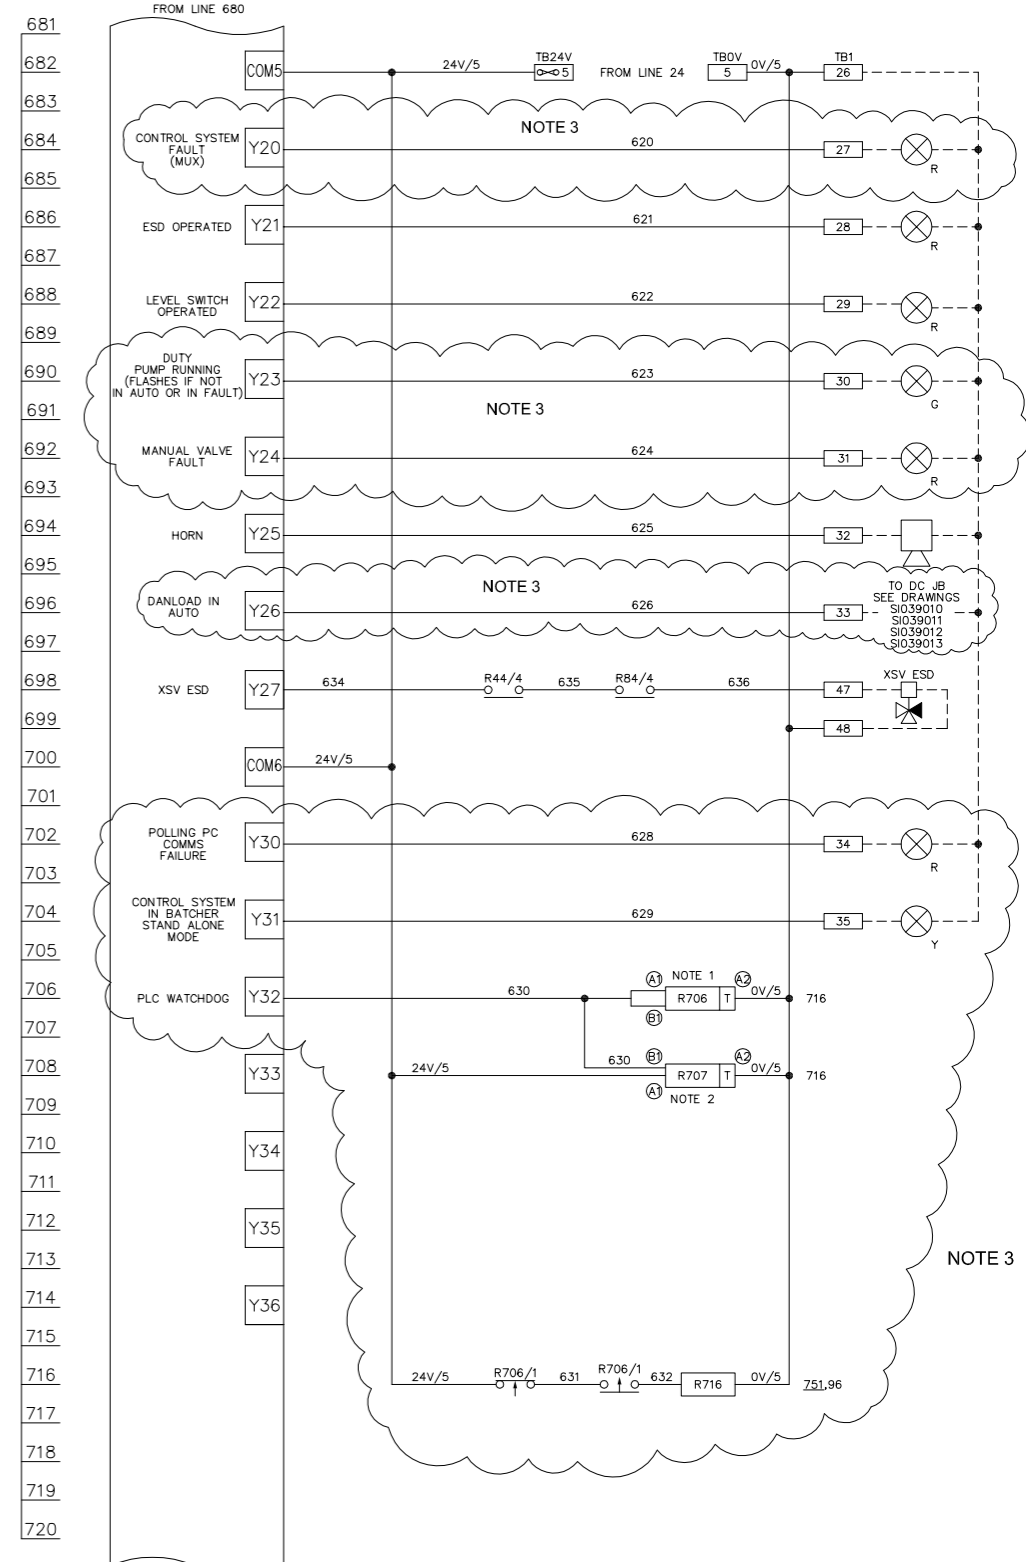 FROM LINE 680
681
682 COM5 24V/5 TB24V 5 FROM LINE 24 TB0V 5 0V/5 TB1 26
683
NOTE 3
684 CONTROL SYSTEM FAULT (MUX) Y20 620 27 R
685
686 ESD OPERATED Y21 621 28 R
687
688 LEVEL SWITCH OPERATED Y22 622 29 R
689
690 DUTY PUMP RUNNING (FLASHES IF NOT IN AUTO OR IN FAULT) Y23 623 30 G
691 NOTE 3
692 MANUAL VALVE FAULT Y24 624 31 R
693
694 HORN Y25 625 32
695 NOTE 3
696 DANLOAD IN AUTO Y26 626 33 TO DC JB
SEE DRAWINGS
SI039010
SI039011
SI039012
SI039013
697
698 XSV ESD Y27 634 R44/4 635 R84/4 636 47 XSV ESD
699 48
700 COM6 24V/5
701
702 POLLING PC COMMS FAILURE Y30 628 34 R
703
704 CONTROL SYSTEM IN BATCHER STAND ALONE MODE Y31 629 35 Y
705
706 PLC WATCHDOG Y32 630 A1 B1 NOTE 1 R706 T A2 0V/5 716
707
708 Y33 24V/5 630 B1 A1 R707 T A2 0V/5 716
NOTE 2
709
710 Y34
711
712 Y35
713 NOTE 3
714 Y36
715
716 24V/5 R706/1 631 R706/1 632 R716 0V/5 751,96
717
718
719
720